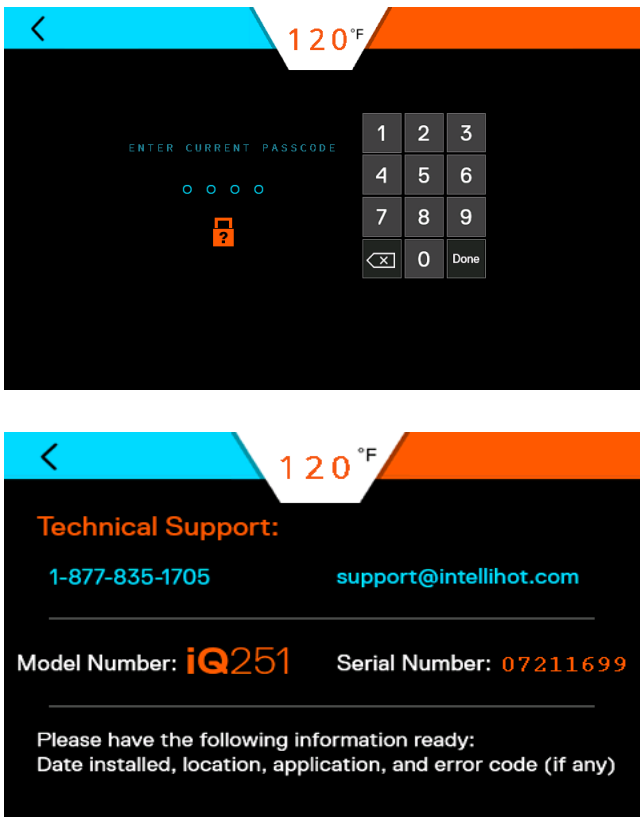 120°F
ENTER CURRENT PASSCODE
1 2 3
4 5 6
7 8 9
0 Done
?
120°F
Technical Support:
1-877-835-1705 support@intellihot.com
Model Number: iQ251 Serial Number: 07211699
Please have the following information ready:
Date installed, location, application, and error code (if any)